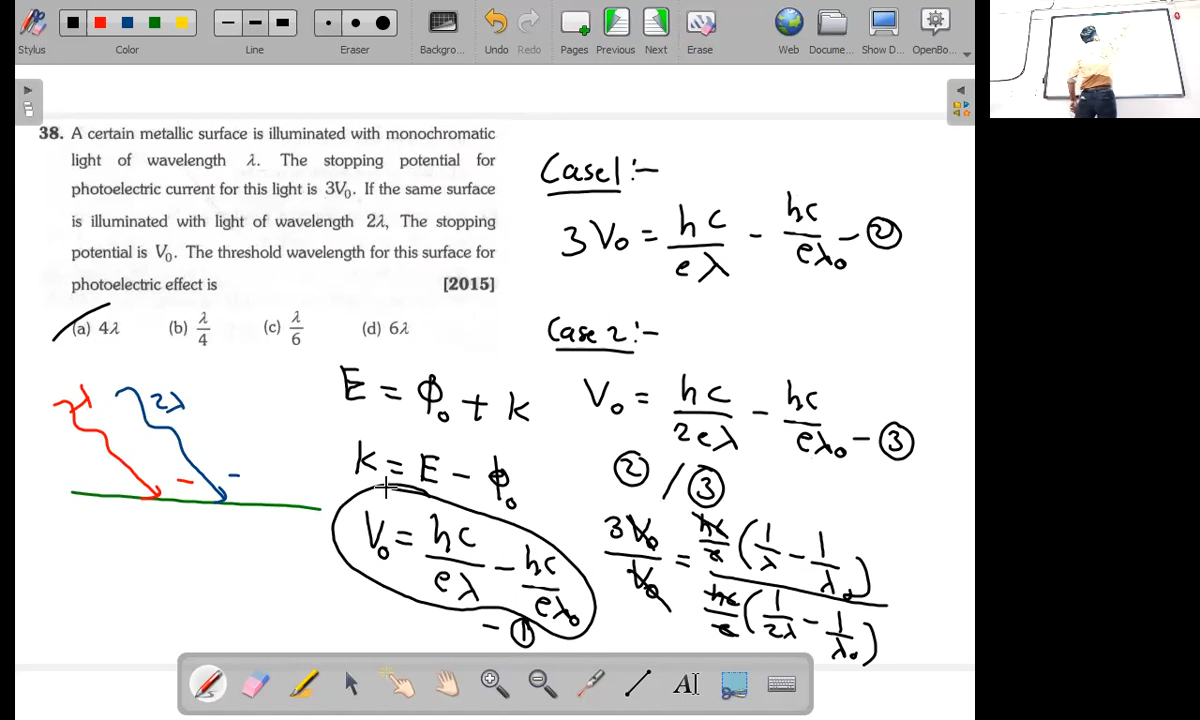 Stylus Color Line Eraser Backgro... Undo Redo Pages Previous Next Erase Web Docume... Show D... OpenBo...
38. A certain metallic surface is illuminated with monochromatic
light of wavelength λ. The stopping potential for
photoelectric current for this light is 3V₀. If the same surface
is illuminated with light of wavelength 2λ, The stopping
potential is V₀. The threshold wavelength for this surface for
photoelectric effect is [2015]
(a) 4λ (b) λ/4 (c) λ/6 (d) 6λ
λ 2λ
E = ϕ₀ + k
k = E - ϕ₀
V₀ = hc/eλ - hc/eλ₀ - ①
Case 1 :-
3V₀ = hc/eλ - hc/eλ₀ - ②
Case 2 :-
V₀ = hc/2eλ - hc/eλ₀ - ③
② / ③
3V₀/V₀ = hc/e (1/λ - 1/λ₀) / hc/e (1/2λ - 1/λ₀)